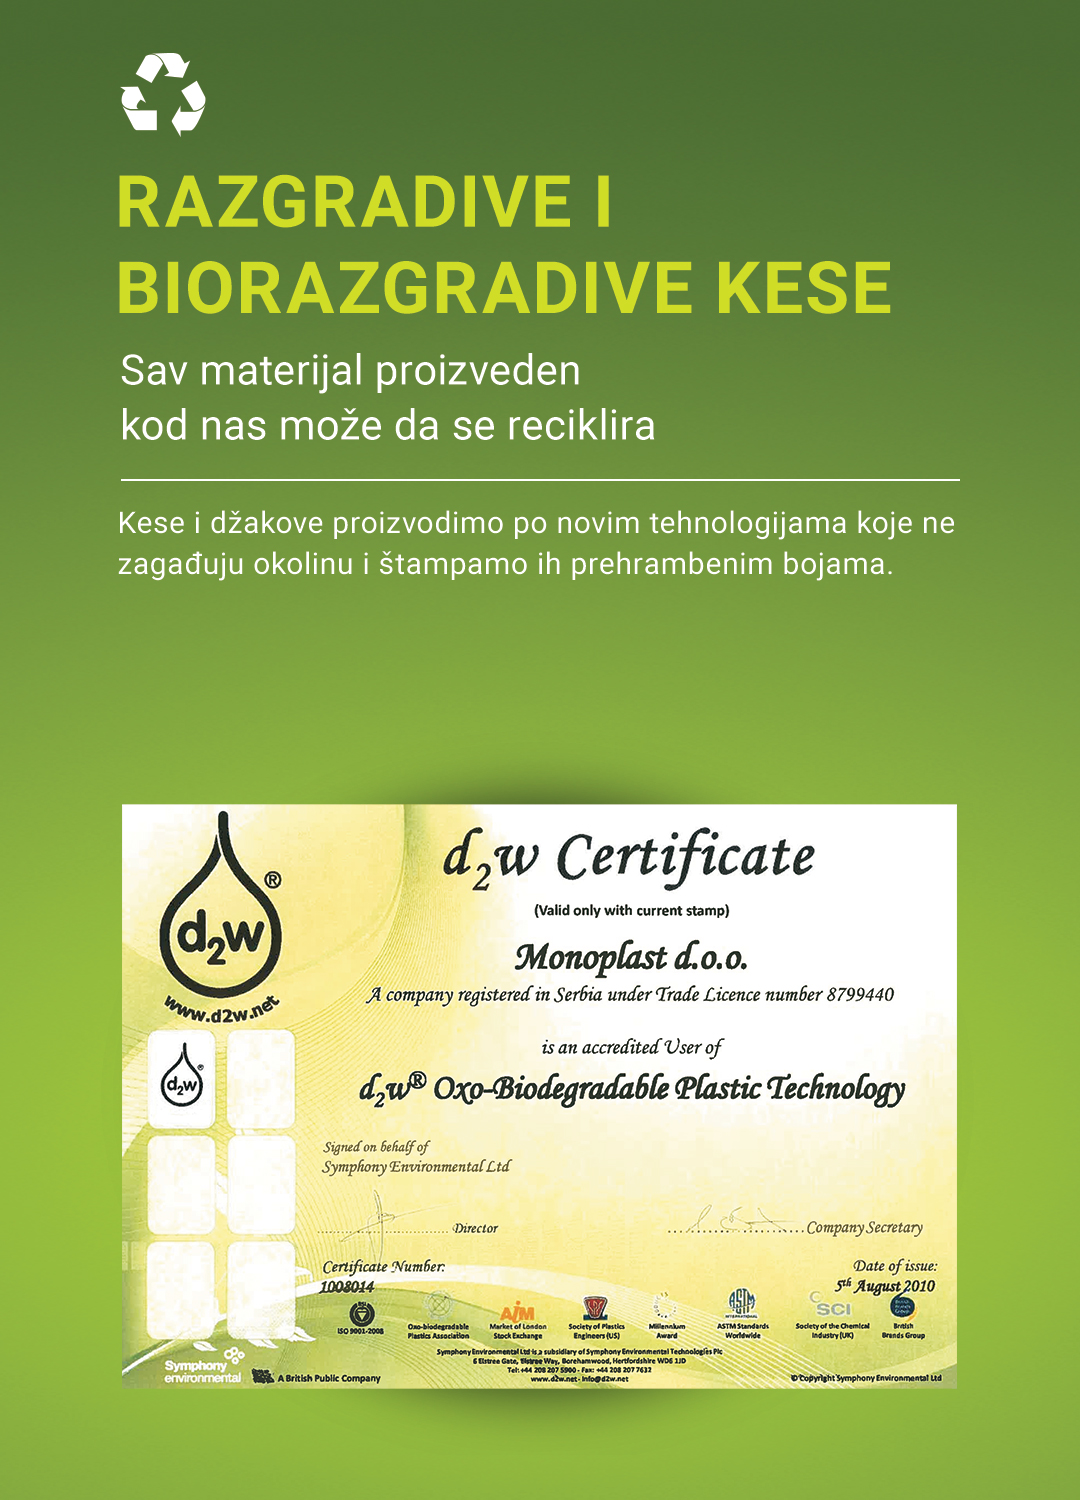 RAZGRADIVE I
BIORAZGRADIVE KESE
Sav materijal proizveden
kod nas može da se reciklira
Kese i džakove proizvodimo po novim tehnologijama koje ne
zagađuju okolinu i štampamo ih prehrambenim bojama.
d2w Certificate
(Valid only with current stamp)
d2w®
www.d2w.net
Monoplast d.o.o.
A company registered in Serbia under Trade Licence number 8799440
is an accredited User of
d2w® Oxo-Biodegradable Plastic Technology
d2w®
Signed on behalf of
Symphony Environmental Ltd
Director
Company Secretary
Certificate Number:
1008014
Date of issue:
5th August 2010
ISO 9001-2008
Oxo-biodegradable
Plastics Association
AIM
Market of London
Stock Exchange
Society of Plastics
Engineers (US)
Millennium
Award
ASTM
INTERNATIONAL
ASTM Standards
Worldwide
SCI
Society of the Chemical
Industry (UK)
British
Brands Group
Symphony Environmental Ltd is a subsidiary of Symphony Environmental Technologies Plc
6 Elstree Gate, Elstree Way, Borehamwood, Hertfordshire WD6 1JD
Tel: +44 208 207 5900 - Fax: +44 208 207 7632
www.d2w.net - info@d2w.net
Symphony
environmental
A British Public Company
© Copyright Symphony Environmental Ltd